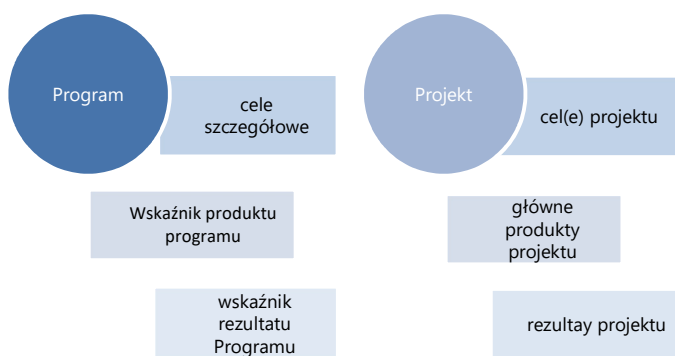 Program
cele
szczegółowe
Wskaźnik produktu
programu
wskaźnik
rezultatu
Programu
Projekt
cel(e) projektu
główne
produkty
projektu
rezultay projektu